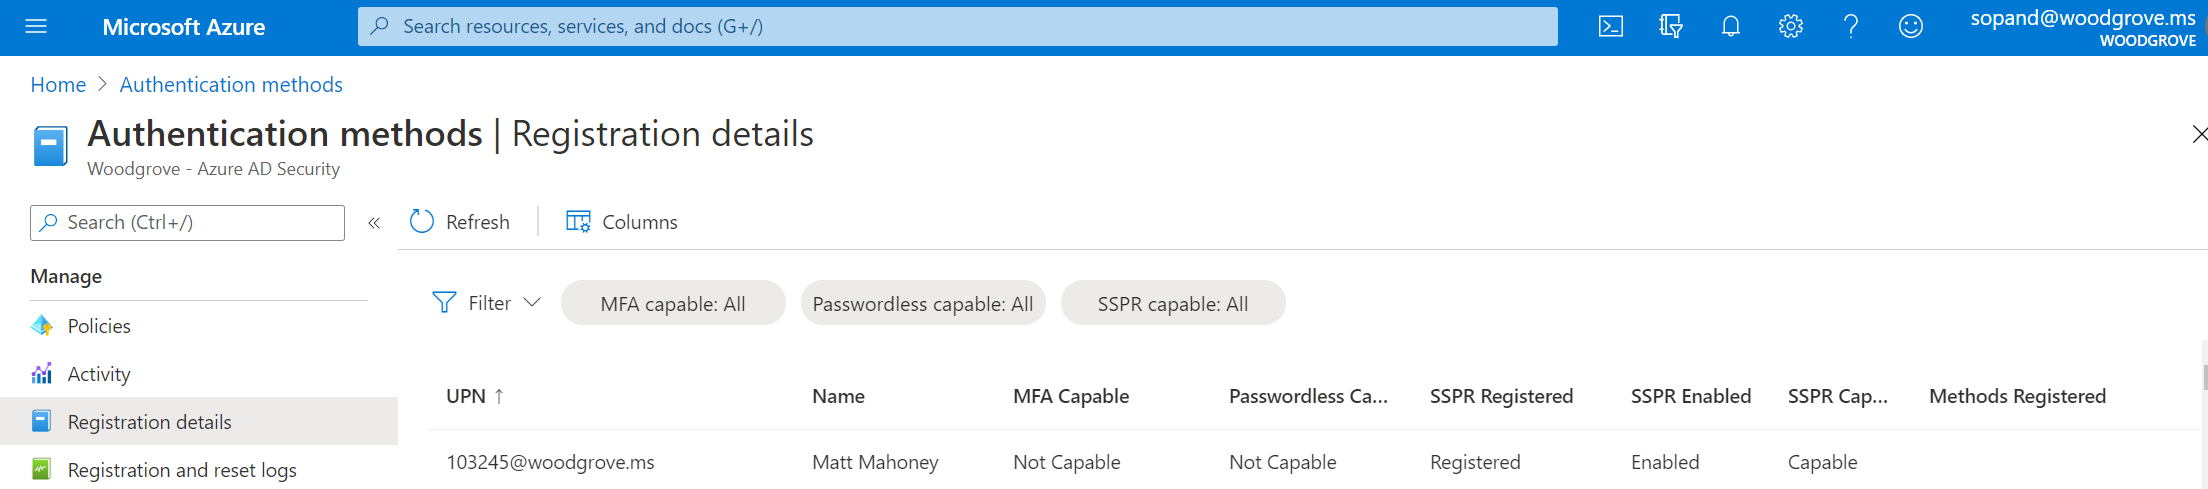 Microsoft Azure
Search resources, services, and docs (G+/)
sopand@woodgrove.ms
WOODGROVE
Home > Authentication methods
Authentication methods | Registration details
Woodgrove - Azure AD Security
Search (Ctrl+/)
«
Refresh
Columns
Manage
Policies
Activity
Registration details
Registration and reset logs
Filter
MFA capable: All
Passwordless capable: All
SSPR capable: All
UPN ↑ Name MFA Capable Passwordless Ca... SSPR Registered SSPR Enabled SSPR Cap... Methods Registered
103245@woodgrove.ms Matt Mahoney Not Capable Not Capable Registered Enabled Capable